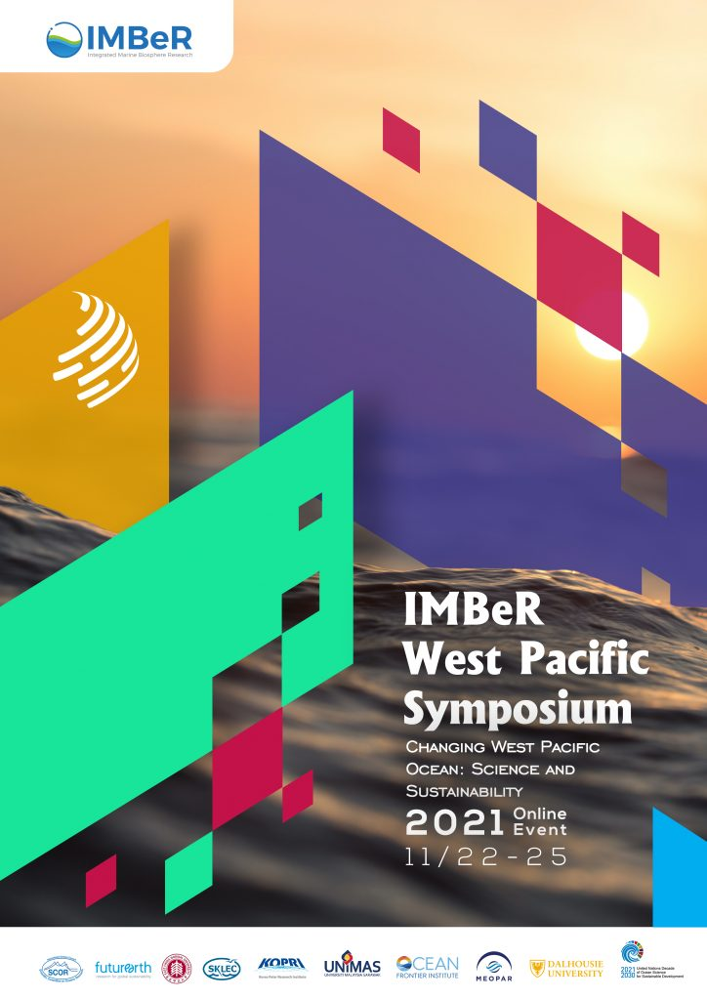 IMBeR
Integrated Marine Biosphere Research
IMBeR
West Pacific
Symposium
Changing West Pacific
Ocean: Science and
Sustainability
2021 Online
Event
11/22-25
SCOR
futurearth
research for global sustainability
SKLEC
KOPRI
Korea Polar Research Institute
UNIMAS
UNIVERSITI MALAYSIA SARAWAK
OCEAN
FRONTIER INSTITUTE
MEOPAR
DALHOUSIE
UNIVERSITY
2021
2030
United Nations Decade
of Ocean Science
for Sustainable Development